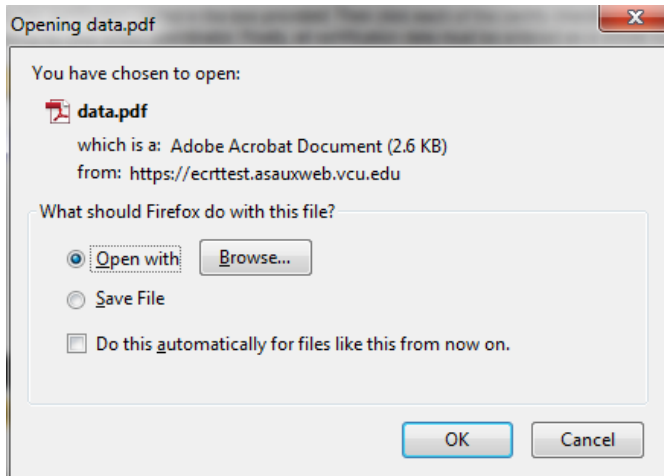 Opening data.pdf
You have chosen to open:
data.pdf
which is a: Adobe Acrobat Document (2.6 KB)
from: https://ecrttest.asauxweb.vcu.edu
What should Firefox do with this file?
Open with Browse...
Save File
Do this automatically for files like this from now on.
OK Cancel